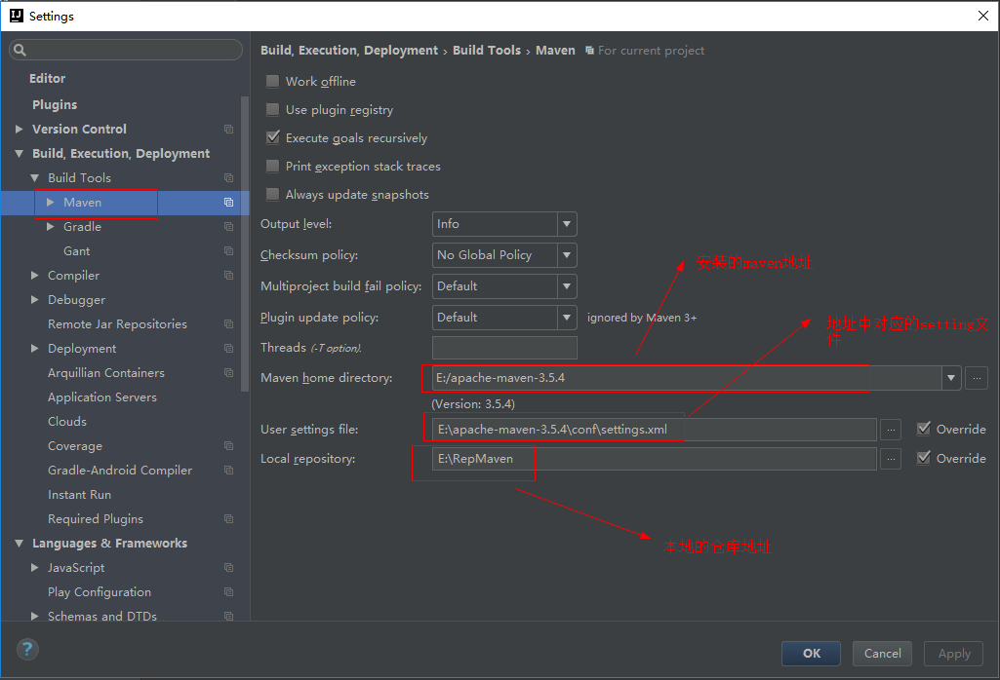 Settings
Editor
Plugins
Version Control
Build, Execution, Deployment
Build Tools
Maven
Gradle
Gant
Compiler
Debugger
Remote Jar Repositories
Deployment
Arquillian Containers
Application Servers
Clouds
Coverage
Gradle-Android Compiler
Instant Run
Required Plugins
Languages & Frameworks
JavaScript
Play Configuration
Schemas and DTDs
Build, Execution, Deployment › Build Tools › Maven For current project
Work offline
Use plugin registry
Execute goals recursively
Print exception stack traces
Always update snapshots
Output level: Info
Checksum policy: No Global Policy
安装的maven地址
Multiproject build fail policy: Default
Plugin update policy: Default ignored by Maven 3+
地址中对应的setting文
件
Threads (-T option).
Maven home directory: E:/apache-maven-3.5.4 ...
(Version: 3.5.4)
User settings file: E:\apache-maven-3.5.4\conf\settings.xml ... Override
Local repository: E:\RepMaven ... Override
本地的仓库地址
? OK Cancel Apply